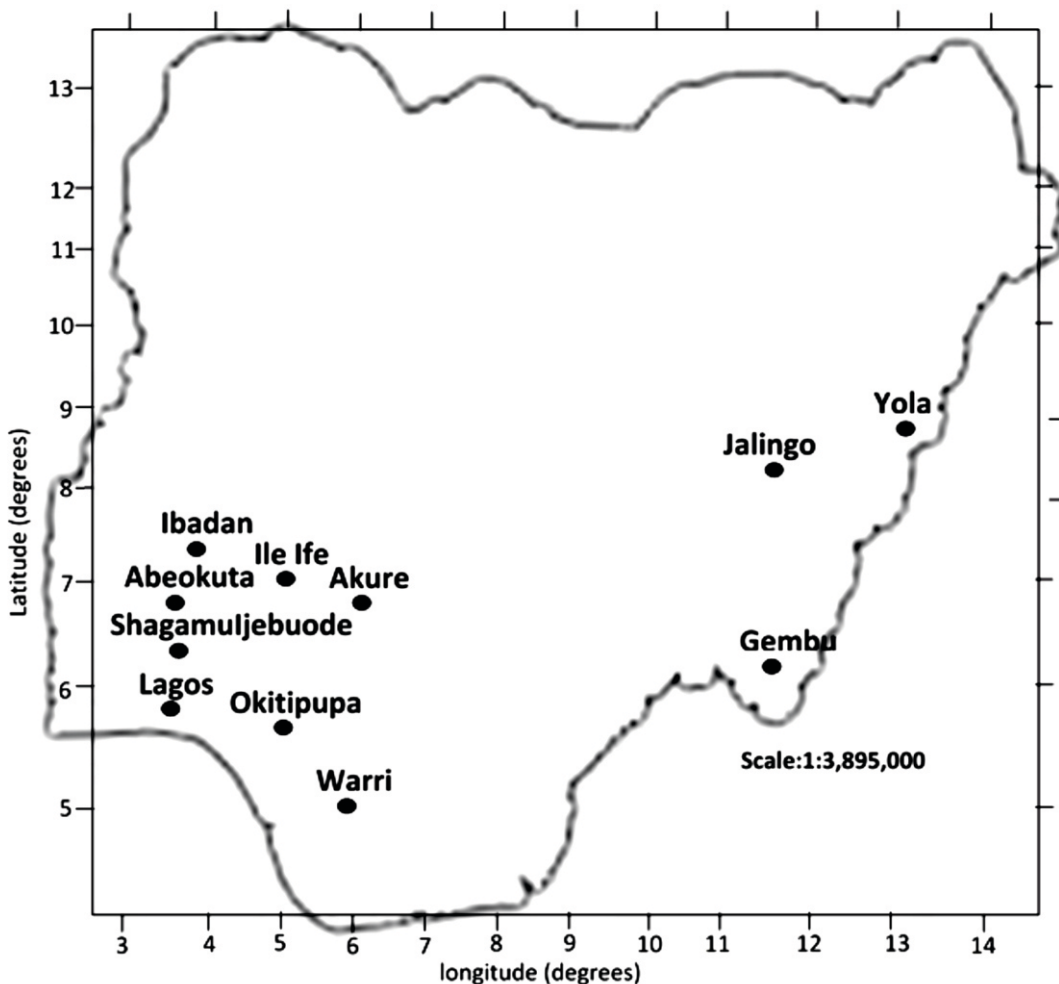 13
12
11
10
9
8
7
6
5
Latitude (degrees)
Yola
Jalingo
Ibadan
Ile Ife
Abeokuta
Akure
ShagamuIjebuode
Gembu
Lagos
Okitipupa
Scale:1:3,895,000
Warri
3 4 5 6 7 8 9 10 11 12 13 14
longitude (degrees)